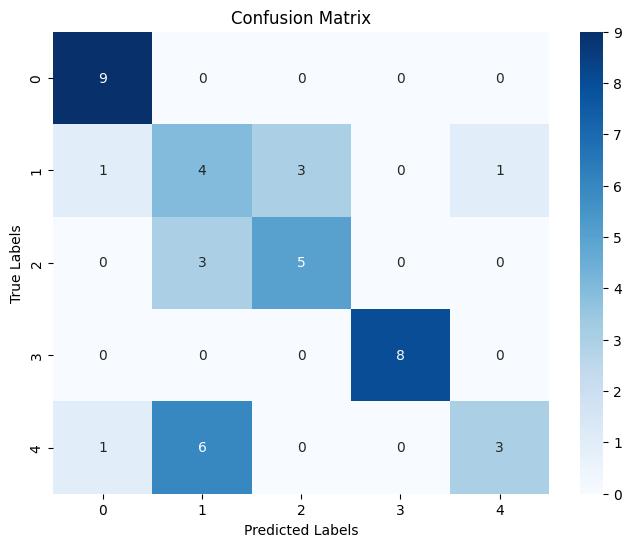 Confusion Matrix
True Labels
0 9 0 0 0 0
1 1 4 3 0 1
2 0 3 5 0 0
3 0 0 0 8 0
4 1 6 0 0 3
0 1 2 3 4
Predicted Labels
9
8
7
6
5
4
3
2
1
0